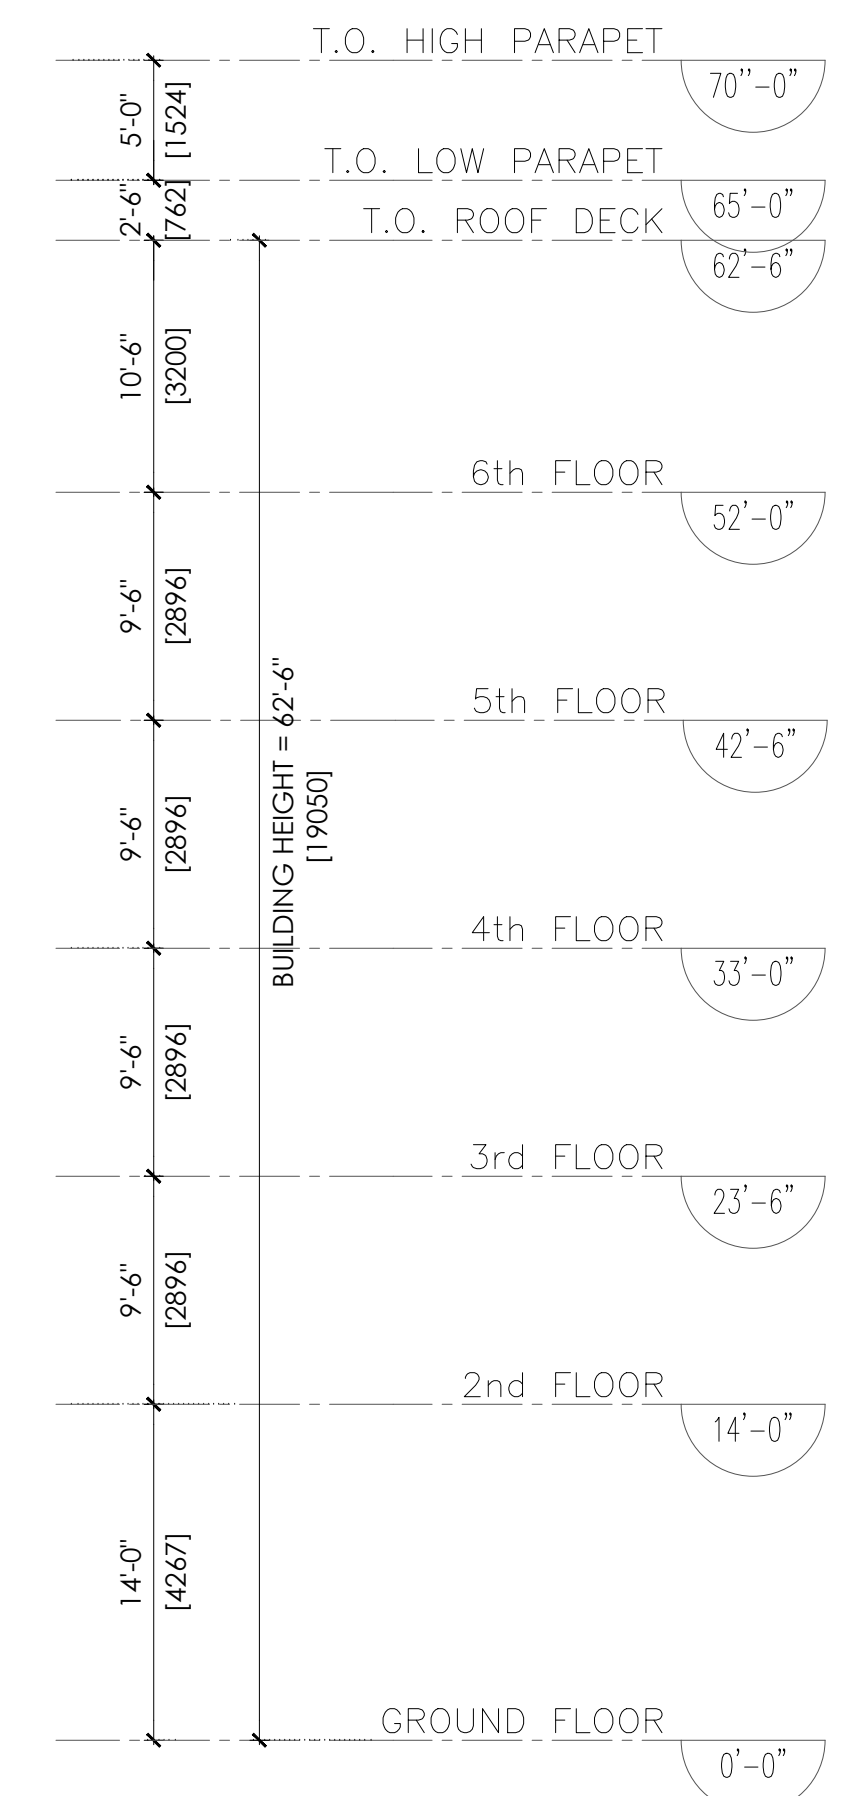 T.O. HIGH PARAPET
70''-0"
5'-0"
[1524]
T.O. LOW PARAPET
65'-0"
2'-6"
[762]
T.O. ROOF DECK
62'-6"
10'-6"
[3200]
6th FLOOR
52'-0"
9'-6"
[2896]
5th FLOOR
42'-6"
BUILDING HEIGHT = 62'-6"
[19050]
9'-6"
[2896]
4th FLOOR
33'-0"
9'-6"
[2896]
3rd FLOOR
23'-6"
9'-6"
[2896]
2nd FLOOR
14'-0"
14'-0"
[4267]
GROUND FLOOR
0'-0"